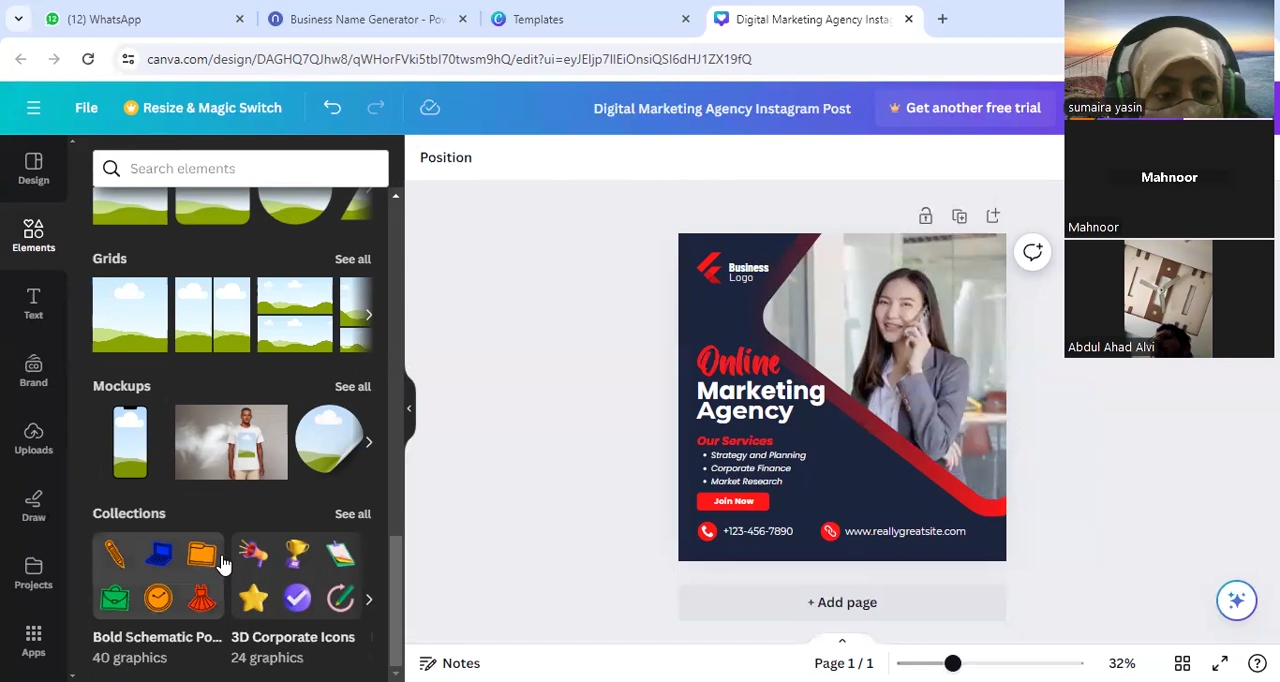 (12) WhatsApp
Business Name Generator - Pow
Templates
Digital Marketing Agency Insta
canva.com/design/DAGHQ7QJhw8/qWHorFVki5tbI70twsm9hQ/edit?ui=eyJEIjp7IlEiOnsiQSI6dHJ1ZX19fQ
File
Resize & Magic Switch
Digital Marketing Agency Instagram Post
Get another free trial
sumaira yasin
Mahnoor
Mahnoor
Abdul Ahad Alvi
Design
Elements
Text
Brand
Uploads
Draw
Projects
Apps
Search elements
Grids
See all
Mockups
See all
Collections
See all
Bold Schematic Po...
40 graphics
3D Corporate Icons
24 graphics
Position
Business
Logo
Online
Marketing
Agency
Our Services
• Strategy and Planning
• Corporate Finance
• Market Research
Join Now
+123-456-7890
www.reallygreatsite.com
+ Add page
Notes
Page 1 / 1
32%